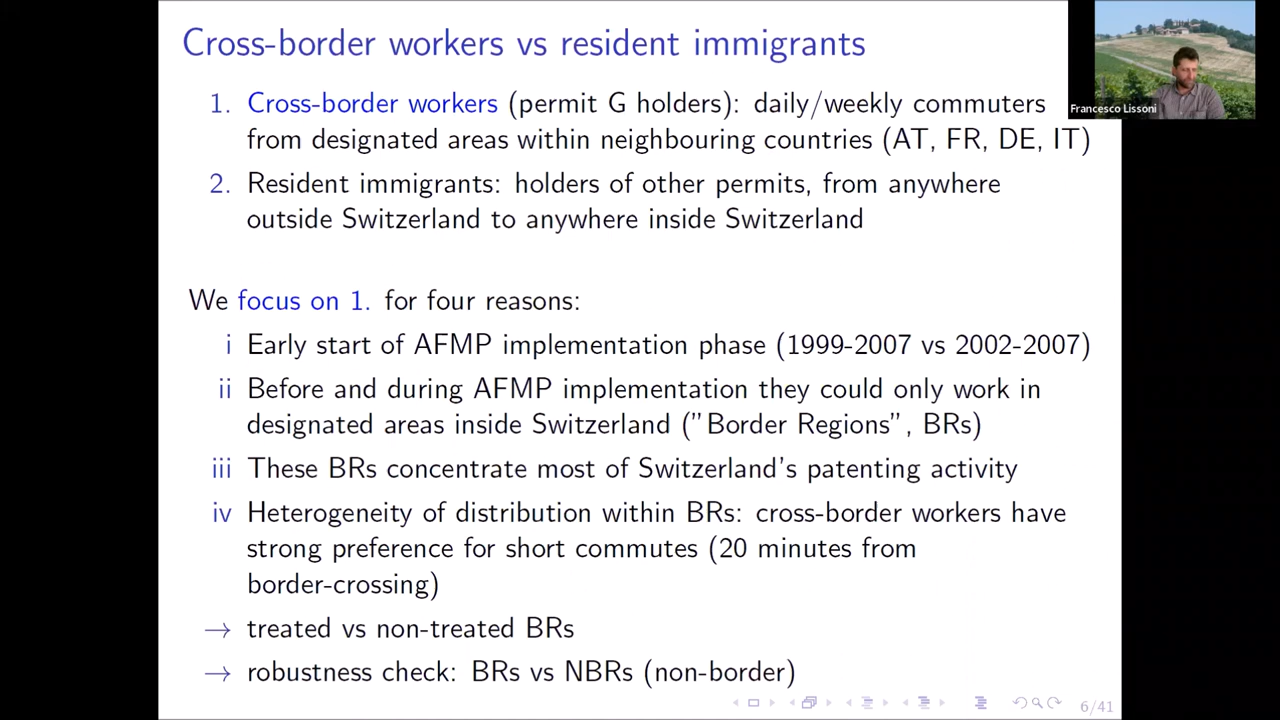 Cross-border workers vs resident immigrants
Francesco Lissoni
1. Cross-border workers (permit G holders): daily/weekly commuters
from designated areas within neighbouring countries (AT, FR, DE, IT)
2. Resident immigrants: holders of other permits, from anywhere
outside Switzerland to anywhere inside Switzerland
We focus on 1. for four reasons:
i Early start of AFMP implementation phase (1999-2007 vs 2002-2007)
ii Before and during AFMP implementation they could only work in
designated areas inside Switzerland ("Border Regions", BRs)
iii These BRs concentrate most of Switzerland's patenting activity
iv Heterogeneity of distribution within BRs: cross-border workers have
strong preference for short commutes (20 minutes from
border-crossing)
→ treated vs non-treated BRs
→ robustness check: BRs vs NBRs (non-border)
6/41